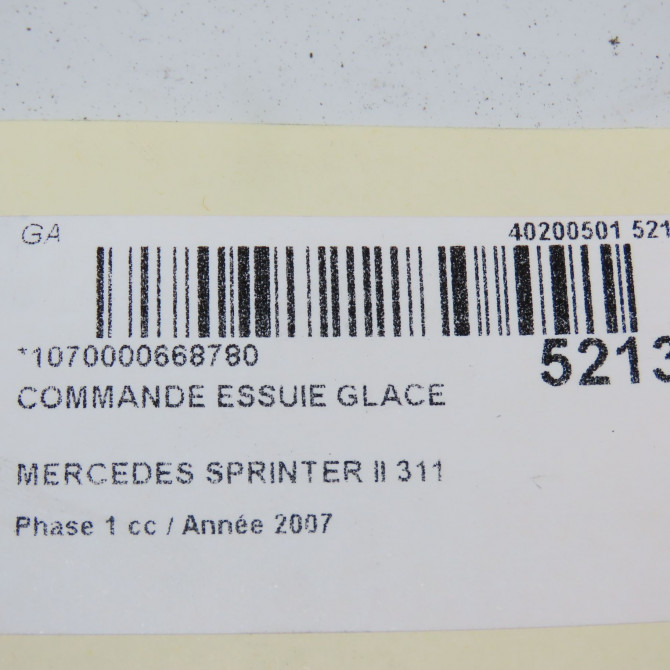 GA 40200501 521
*1070000668780 5213
COMMANDE ESSUIE GLACE
MERCEDES SPRINTER II 311
Phase 1 cc / Année 2007